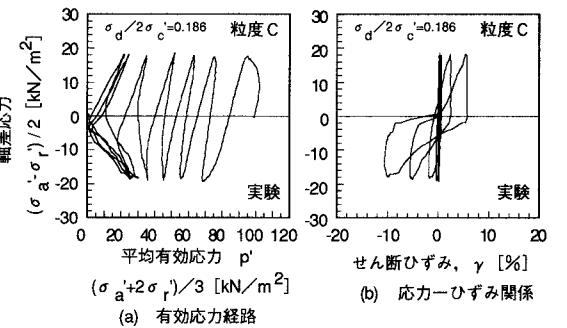 軸差応力
(σa'-σr')/2 [kN/m2]
30
20
10
0
-10
-20
-30
σd/2σc'=0.186 粒度C
実験
0 20 40 60 80 100 120
平均有効応力 p'
(σa'+2σr')/3 [kN/m2]
(a) 有効応力経路
30
20
10
0
-10
-20
-30
σd/2σc'=0.186 粒度C
実験
-20 -10 0 10 20
せん断ひずみ, γ [%]
(b) 応力ーひずみ関係